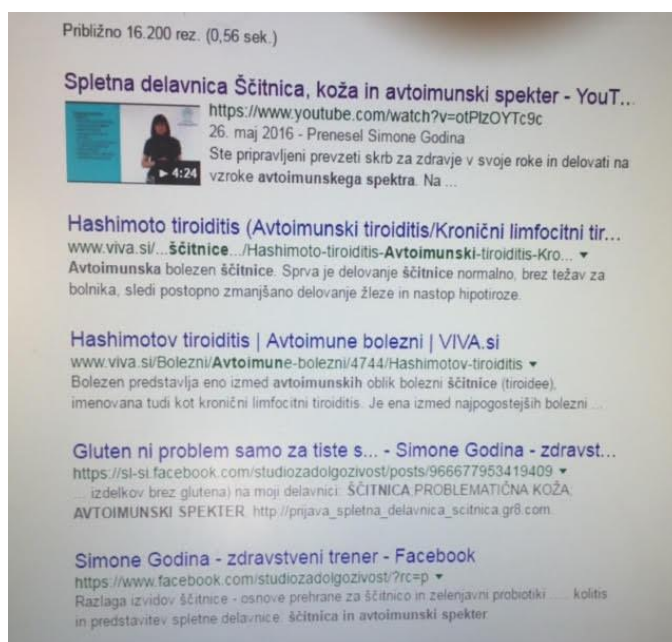 Približno 16.200 rez. (0,56 sek.)
Spletna delavnica Ščitnica, koža in avtoimunski spekter - YouT...
https://www.youtube.com/watch?v=otPlzOYTc9c
26. maj 2016 - Prenesel Simone Godina
Ste pripravljeni prevzeti skrb za zdravje v svoje roke in delovati na
▶ 4:24
vzroke avtoimunskega spektra. Na ...
Hashimoto tiroiditis (Avtoimunski tiroiditis/Kronični limfocitni tir...
www.viva.si/...ščitnice.../Hashimoto-tiroiditis-Avtoimunski-tiroiditis-Kro... ▼
Avtoimunska bolezen ščitnice. Sprva je delovanje ščitnice normalno, brez težav za
bolnika, sledi postopno zmanjšano delovanje žleze in nastop hipotiroze.
Hashimotov tiroiditis | Avtoimune bolezni | VIVA.si
www.viva.si/Bolezni/Avtoimune-bolezni/4744/Hashimotov-tiroiditis ▼
Bolezen predstavlja eno izmed avtoimunskih oblik bolezni ščitnice (tiroidee),
imenovana tudi kot kronični limfocitni tiroiditis. Je ena izmed najpogostejših bolezni ...
Gluten ni problem samo za tiste s... - Simone Godina - zdravst...
https://sl-si.facebook.com/studiozadolgozivost/posts/966677953419409 ▼
... izdelkov brez glutena) na moji delavnici: ŠČITNICA,PROBLEMATIČNA KOŽA,
AVTOIMUNSKI SPEKTER. http://prijava_spletna_delavnica_scitnica.gr8.com.
Simone Godina - zdravstveni trener - Facebook
https://www.facebook.com/studiozadolgozivost/?rc=p ▼
Razlaga izvidov ščitnice - osnove prehrane za ščitnico in zelenjavni probiotiki ... ... kolitis
in predstavitev spletne delavnice: ščitnica in avtoimunski spekter